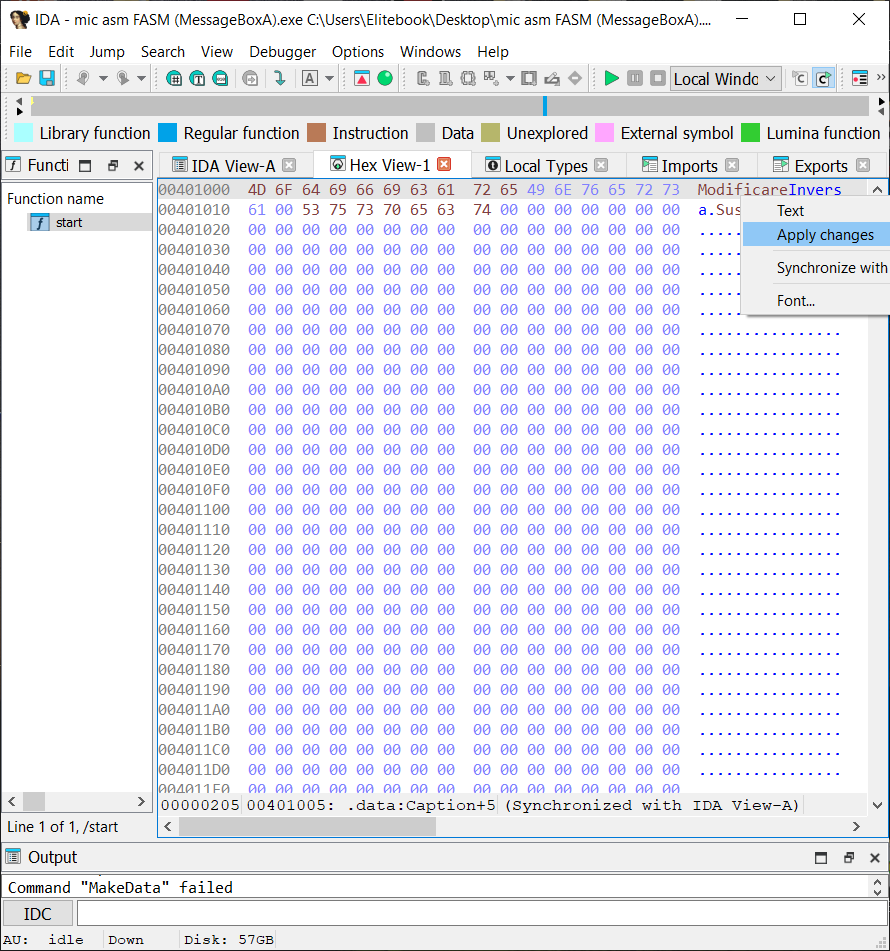 IDA - mic asm FASM (MessageBoxA).exe C:\Users\Elitebook\Desktop\mic asm FASM (MessageBoxA)....
File Edit Jump Search View Debugger Options Windows Help
Local Windo
Library function Regular function Instruction Data Unexplored External symbol Lumina function
Functi IDA View-A Hex View-1 Local Types Imports Exports
Function name
start
00401000 4D 6F 64 69 66 69 63 61 72 65 49 6E 76 65 72 73 ModificareInvers
00401010 61 00 53 75 73 70 65 63 74 00 00 00 00 00 00 00 a.Sus
00401020 00 00 00 00 00 00 00 00 00 00 00 00 00 00 00 00 .....
00401030 00 00 00 00 00 00 00 00 00 00 00 00 00 00 00 00 .....
00401040 00 00 00 00 00 00 00 00 00 00 00 00 00 00 00 00 .....
00401050 00 00 00 00 00 00 00 00 00 00 00 00 00 00 00 00 .....
00401060 00 00 00 00 00 00 00 00 00 00 00 00 00 00 00 00 .....
00401070 00 00 00 00 00 00 00 00 00 00 00 00 00 00 00 00 ................
00401080 00 00 00 00 00 00 00 00 00 00 00 00 00 00 00 00 ................
00401090 00 00 00 00 00 00 00 00 00 00 00 00 00 00 00 00 ................
004010A0 00 00 00 00 00 00 00 00 00 00 00 00 00 00 00 00 ................
004010B0 00 00 00 00 00 00 00 00 00 00 00 00 00 00 00 00 ................
004010C0 00 00 00 00 00 00 00 00 00 00 00 00 00 00 00 00 ................
004010D0 00 00 00 00 00 00 00 00 00 00 00 00 00 00 00 00 ................
004010E0 00 00 00 00 00 00 00 00 00 00 00 00 00 00 00 00 ................
004010F0 00 00 00 00 00 00 00 00 00 00 00 00 00 00 00 00 ................
00401100 00 00 00 00 00 00 00 00 00 00 00 00 00 00 00 00 ................
00401110 00 00 00 00 00 00 00 00 00 00 00 00 00 00 00 00 ................
00401120 00 00 00 00 00 00 00 00 00 00 00 00 00 00 00 00 ................
00401130 00 00 00 00 00 00 00 00 00 00 00 00 00 00 00 00 ................
00401140 00 00 00 00 00 00 00 00 00 00 00 00 00 00 00 00 ................
00401150 00 00 00 00 00 00 00 00 00 00 00 00 00 00 00 00 ................
00401160 00 00 00 00 00 00 00 00 00 00 00 00 00 00 00 00 ................
00401170 00 00 00 00 00 00 00 00 00 00 00 00 00 00 00 00 ................
00401180 00 00 00 00 00 00 00 00 00 00 00 00 00 00 00 00 ................
00401190 00 00 00 00 00 00 00 00 00 00 00 00 00 00 00 00 ................
004011A0 00 00 00 00 00 00 00 00 00 00 00 00 00 00 00 00 ................
004011B0 00 00 00 00 00 00 00 00 00 00 00 00 00 00 00 00 ................
004011C0 00 00 00 00 00 00 00 00 00 00 00 00 00 00 00 00 ................
004011D0 00 00 00 00 00 00 00 00 00 00 00 00 00 00 00 00 ................
004011E0 00 00 00 00 00 00 00 00 00 00 00 00 00 00 00 00
Text
Apply changes
Synchronize with
Font...
00000205 00401005: .data:Caption+5 (Synchronized with IDA View-A)
Line 1 of 1, /start
Output
Command "MakeData" failed
IDC
AU: idle Down Disk: 57GB